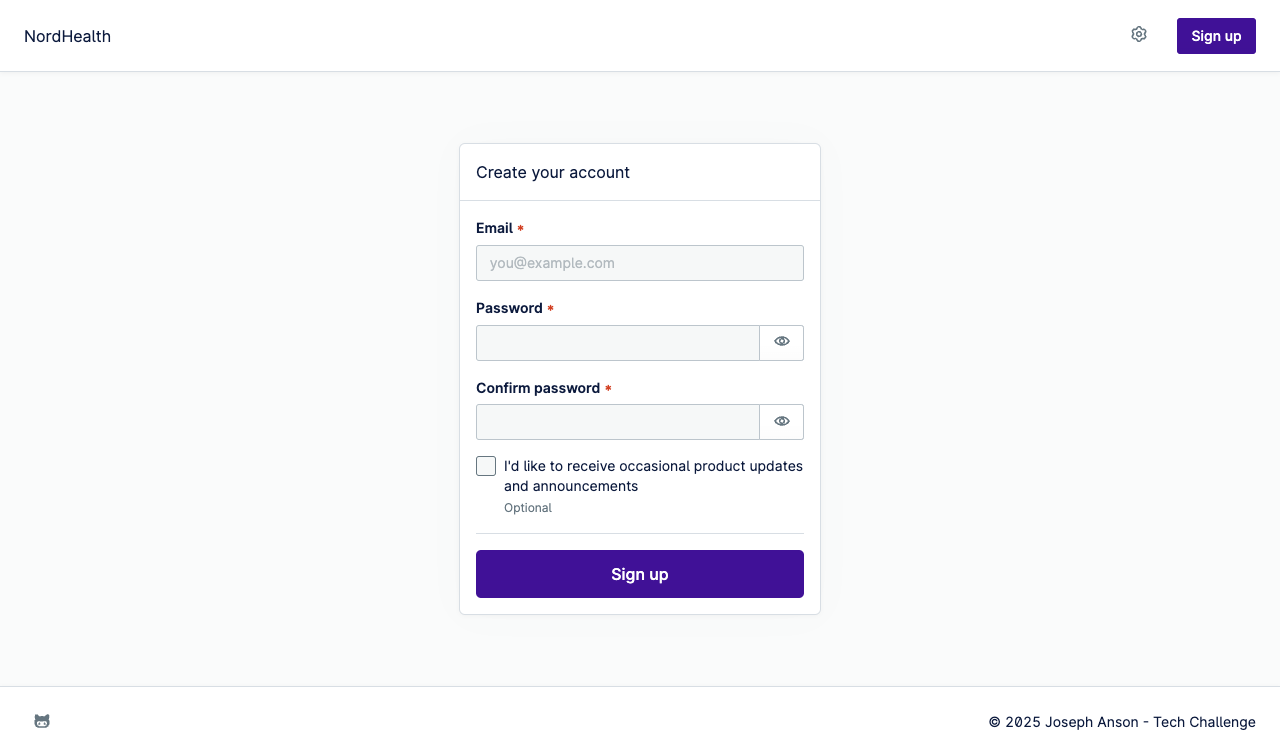 NordHealth
Sign up
Create your account
Email *
you@example.com
Password *
Confirm password *
I'd like to receive occasional product updates
and announcements
Optional
Sign up
© 2025 Joseph Anson - Tech Challenge